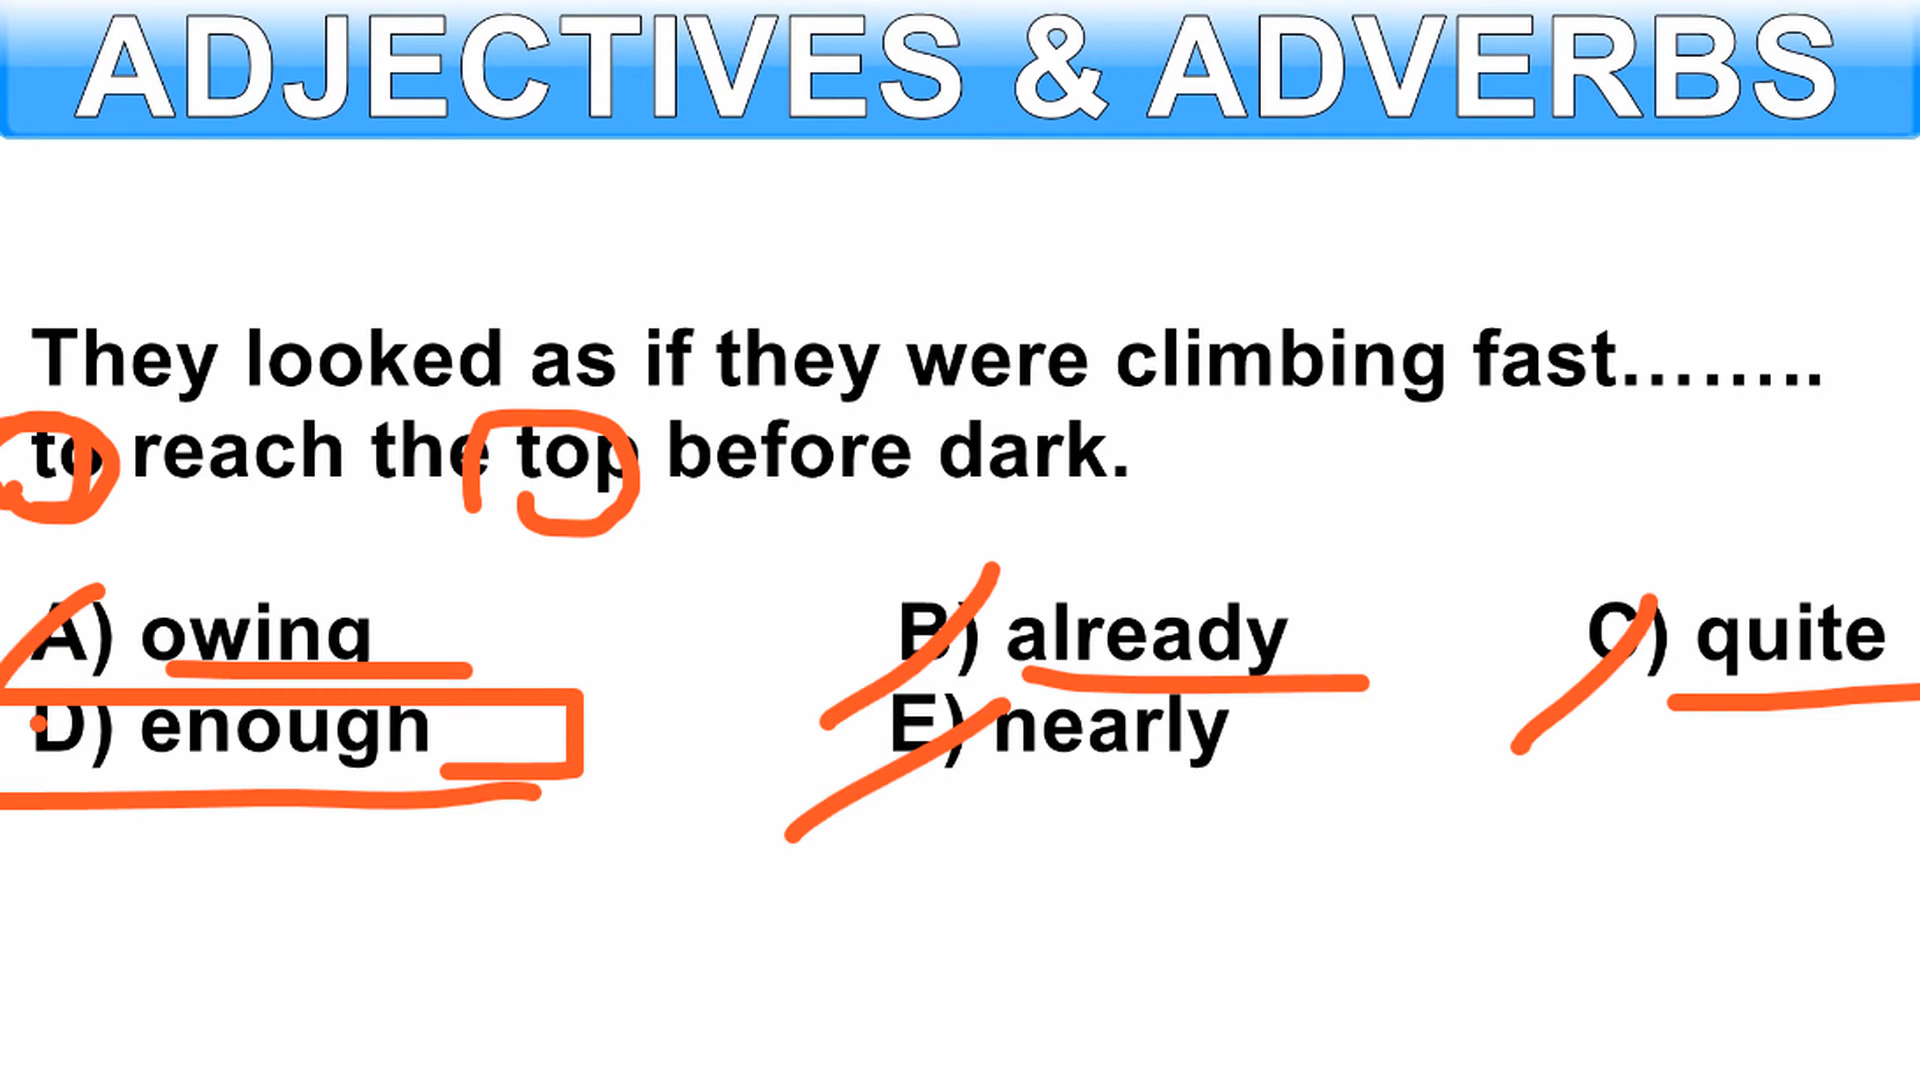 ADJECTIVES & ADVERBS
They looked as if they were climbing fast........
to reach the top before dark.
A) owing B) already C) quite
D) enough E) nearly